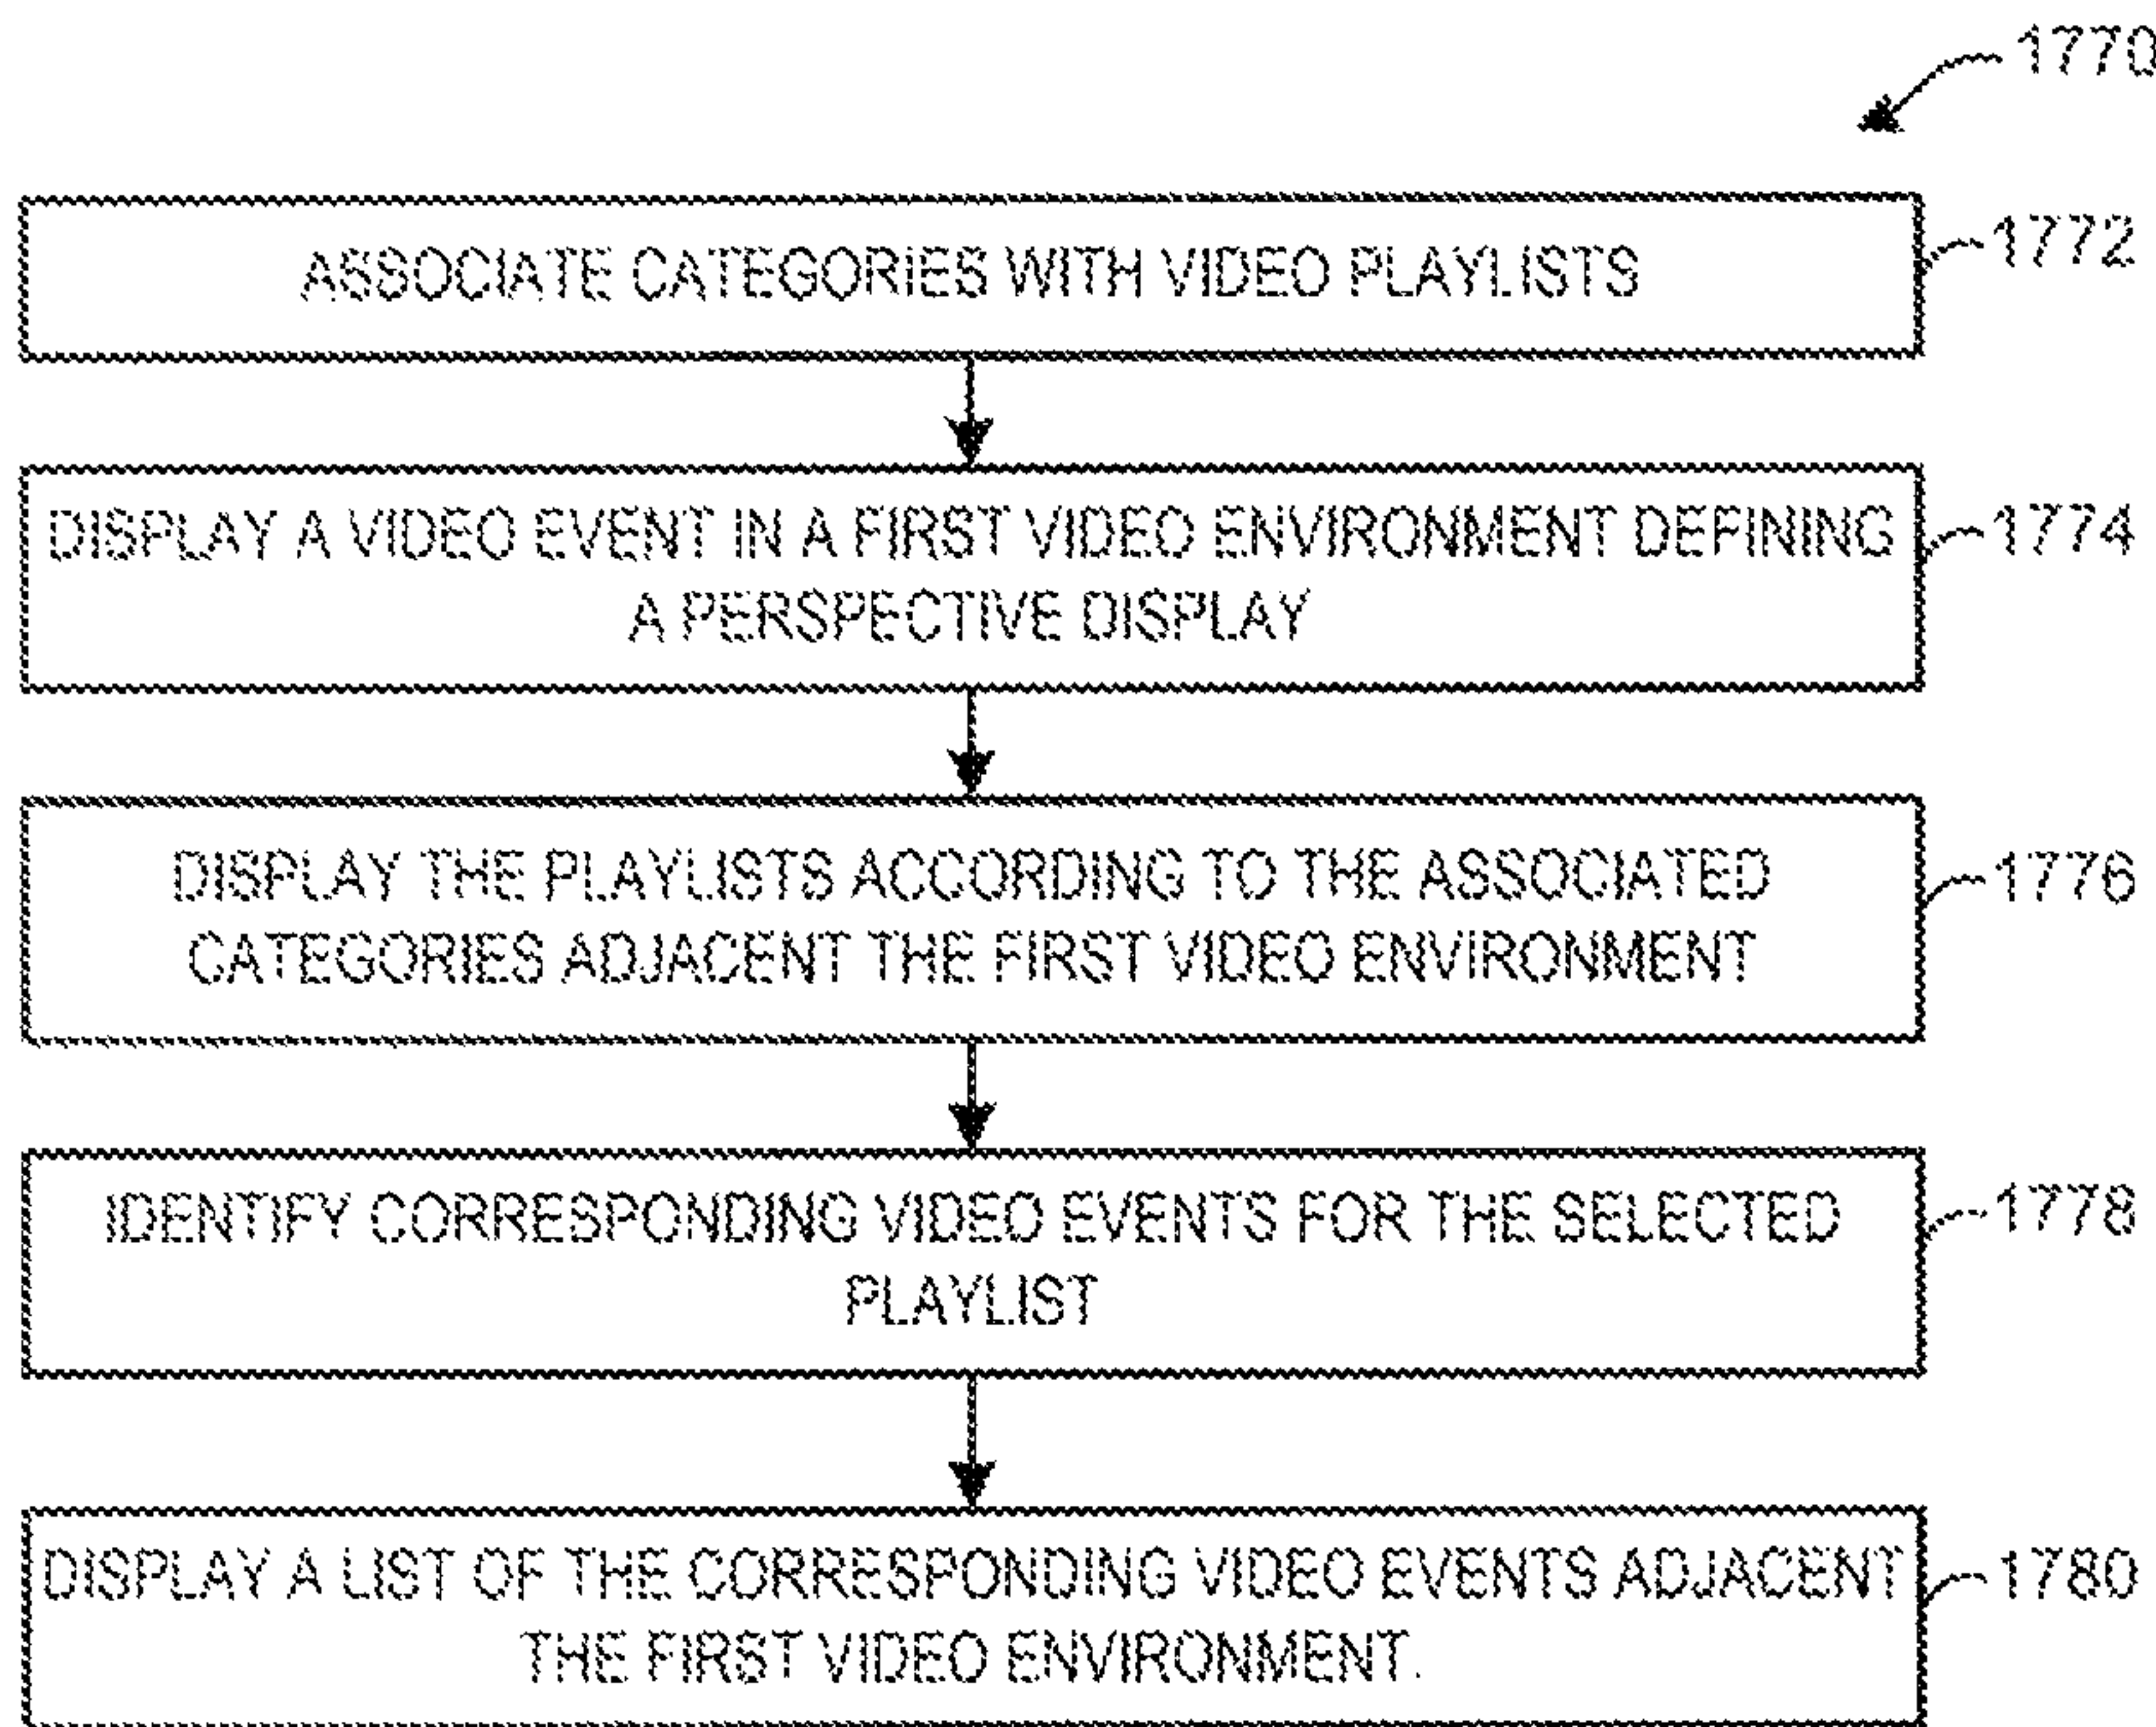 1770
ASSOCIATE CATEGORIES WITH VIDEO PLAYLISTS
1772
DISPLAY A VIDEO EVENT IN A FIRST VIDEO ENVIRONMENT DEFINING
A PERSPECTIVE DISPLAY
1774
DISPLAY THE PLAYLISTS ACCORDING TO THE ASSOCIATED
CATEGORIES ADJACENT THE FIRST VIDEO ENVIRONMENT
1776
IDENTIFY CORRESPONDING VIDEO EVENTS FOR THE SELECTED
PLAYLIST
1778
DISPLAY A LIST OF THE CORRESPONDING VIDEO EVENTS ADJACENT
THE FIRST VIDEO ENVIRONMENT.
1780